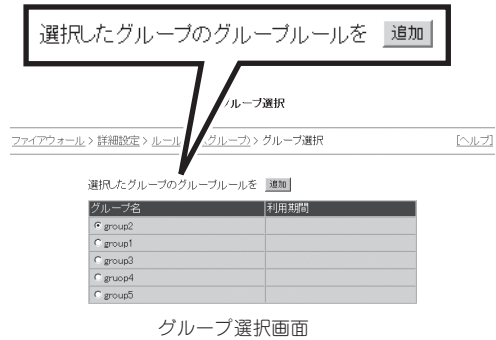 選択したグループのグループルールを 追加
ループ選択
ファイアウォール > 詳細設定 > ルール グループ) > グループ選択 [ヘルプ]
選択したグループのグループルールを 追加
グループ名 利用期間
group2
group1
group3
gruop4
group5
グループ選択画面